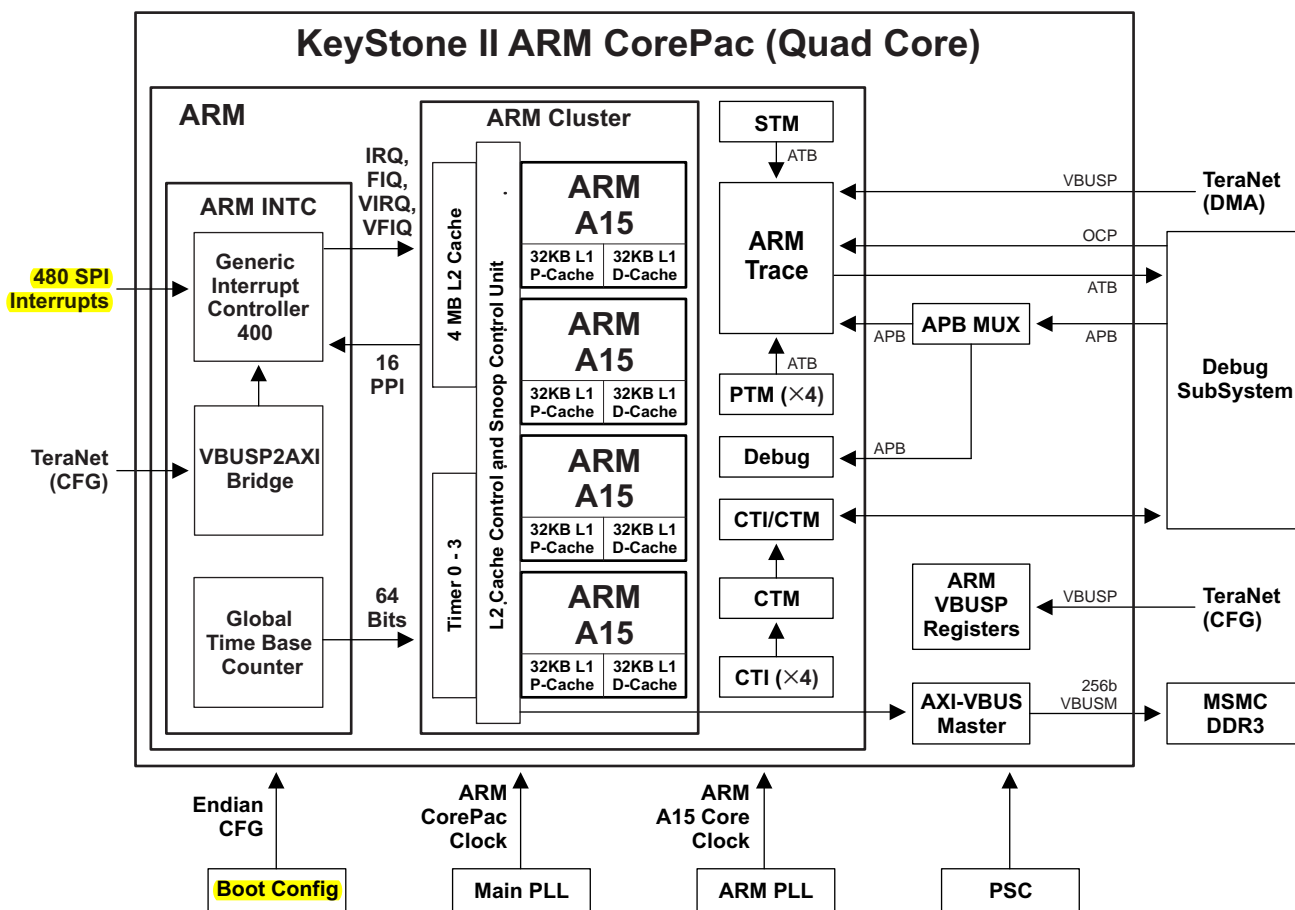 KeyStone II ARM CorePac (Quad Core)
ARM
ARM INTC
Generic
Interrupt
Controller
400
480 SPI
Interrupts
VBUSP2AXI
Bridge
TeraNet
(CFG)
Global
Time Base
Counter
IRQ,
FIQ,
VIRQ,
VFIQ
16
PPI
64
Bits
ARM Cluster
4 MB L2 Cache
Timer 0 - 3
L2 Cache Control and Snoop Control Unit
ARM
A15
32KB L1
P-Cache
32KB L1
D-Cache
ARM
A15
32KB L1
P-Cache
32KB L1
D-Cache
ARM
A15
32KB L1
P-Cache
32KB L1
D-Cache
ARM
A15
32KB L1
P-Cache
32KB L1
D-Cache
STM
ATB
ARM
Trace
ATB
PTM (×4)
Debug
CTI/CTM
CTM
CTI (×4)
VBUSP
TeraNet
(DMA)
OCP
ATB
APB
APB MUX
APB
APB
Debug
SubSystem
ARM
VBUSP
Registers
VBUSP
TeraNet
(CFG)
AXI-VBUS
Master
256b
VBUSM
MSMC
DDR3
Endian
CFG
Boot Config
ARM
CorePac
Clock
Main PLL
ARM
A15 Core
Clock
ARM PLL
PSC